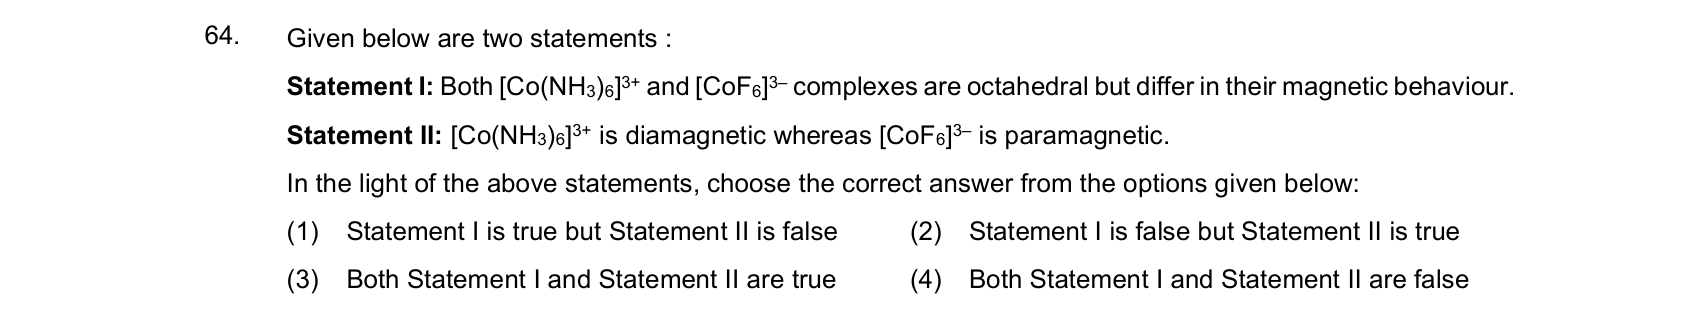 64. Given below are two statements :
Statement I: Both [Co(NH₃)₆]³⁺ and [CoF₆]³⁻ complexes are octahedral but differ in their magnetic behaviour.
Statement II: [Co(NH₃)₆]³⁺ is diamagnetic whereas [CoF₆]³⁻ is paramagnetic.
In the light of the above statements, choose the correct answer from the options given below:
(1) Statement I is true but Statement II is false (2) Statement I is false but Statement II is true
(3) Both Statement I and Statement II are true (4) Both Statement I and Statement II are false